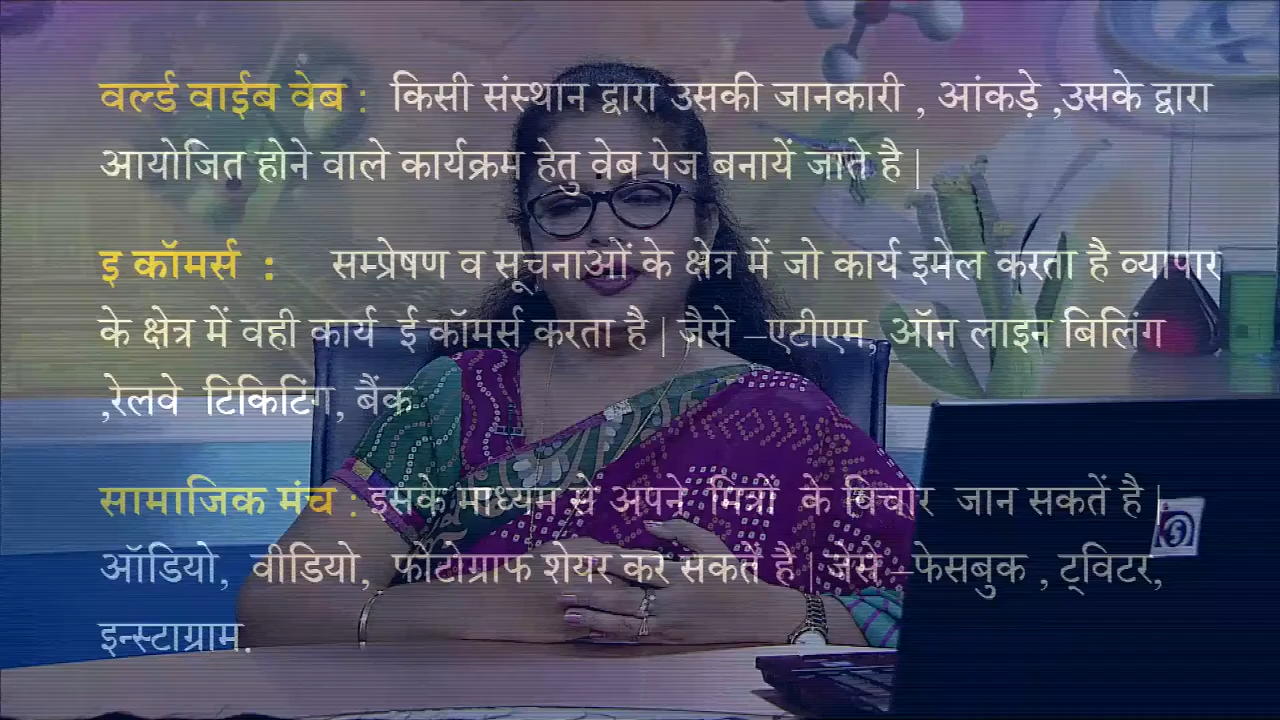 वर्ल्ड वाईब वेब : किसी संस्थान द्वारा उसकी जानकारी , आंकड़े ,उसके द्वारा
आयोजित होने वाले कार्यक्रम हेतु वेब पेज बनायें जाते है |
इ कॉमर्स : सम्प्रेषण व सूचनाओं के क्षेत्र में जो कार्य इमेल करता है व्यापार
के क्षेत्र में वही कार्य ई कॉमर्स करता है | जैसे –एटीएम, ऑन लाइन बिलिंग
,रेलवे टिकिटिंग, बैंक
सामाजिक मंच : इसके माध्यम से अपने मित्रों के विचार जान सकतें है |
ऑडियो, वीडियो, फोटोग्राफ शेयर कर सकतें है | जैसे –फेसबुक , ट्विटर,
इन्स्टाग्राम.